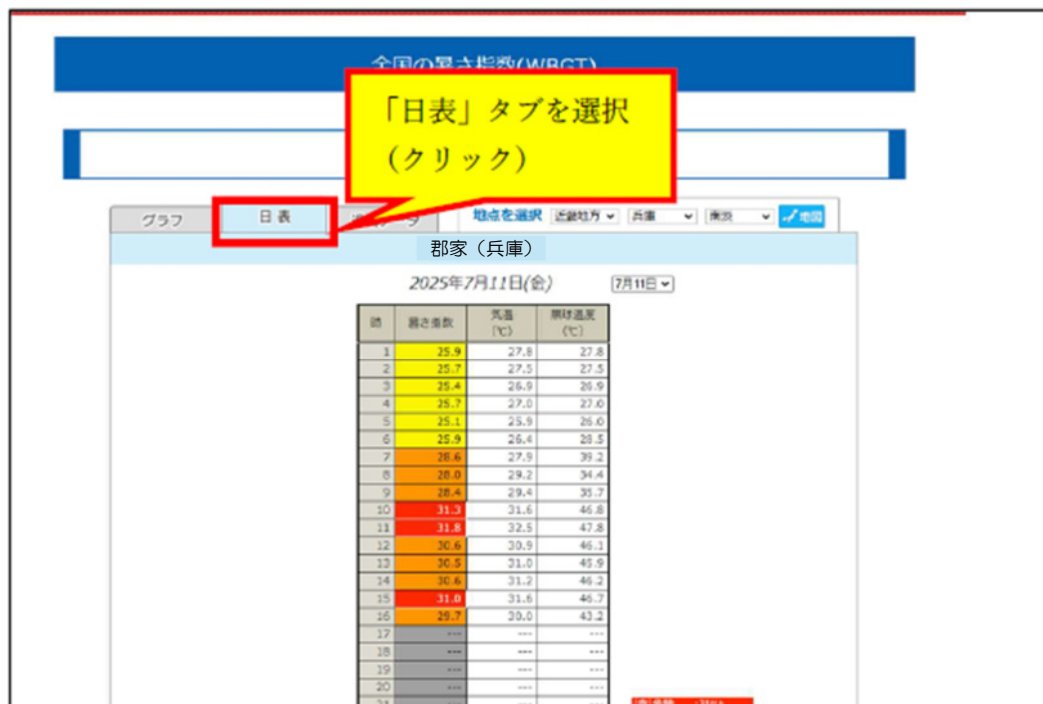 全国の暑さ指数(WBGT)
「日表」タブを選択
(クリック)
グラフ 日表 地点を選択 近畿地方 兵庫 南淡 地図
郡家（兵庫）
2025年7月11日(金) 7月11日
時 暑さ指数 気温(℃) 黒球温度(℃)
1 25.9 27.8 27.8
2 25.7 27.5 27.5
3 25.4 26.9 26.9
4 25.7 27.0 27.0
5 25.1 25.9 26.0
6 25.9 26.4 28.5
7 28.6 27.9 39.2
8 28.0 29.2 34.4
9 28.4 29.4 35.7
10 31.3 31.6 46.8
11 31.8 32.5 47.8
12 30.6 30.9 46.1
13 30.5 31.0 45.9
14 30.6 31.2 46.2
15 31.0 31.6 46.7
16 29.7 30.0 43.2
17 --- --- ---
18 --- --- ---
19 --- --- ---
20 --- --- ---